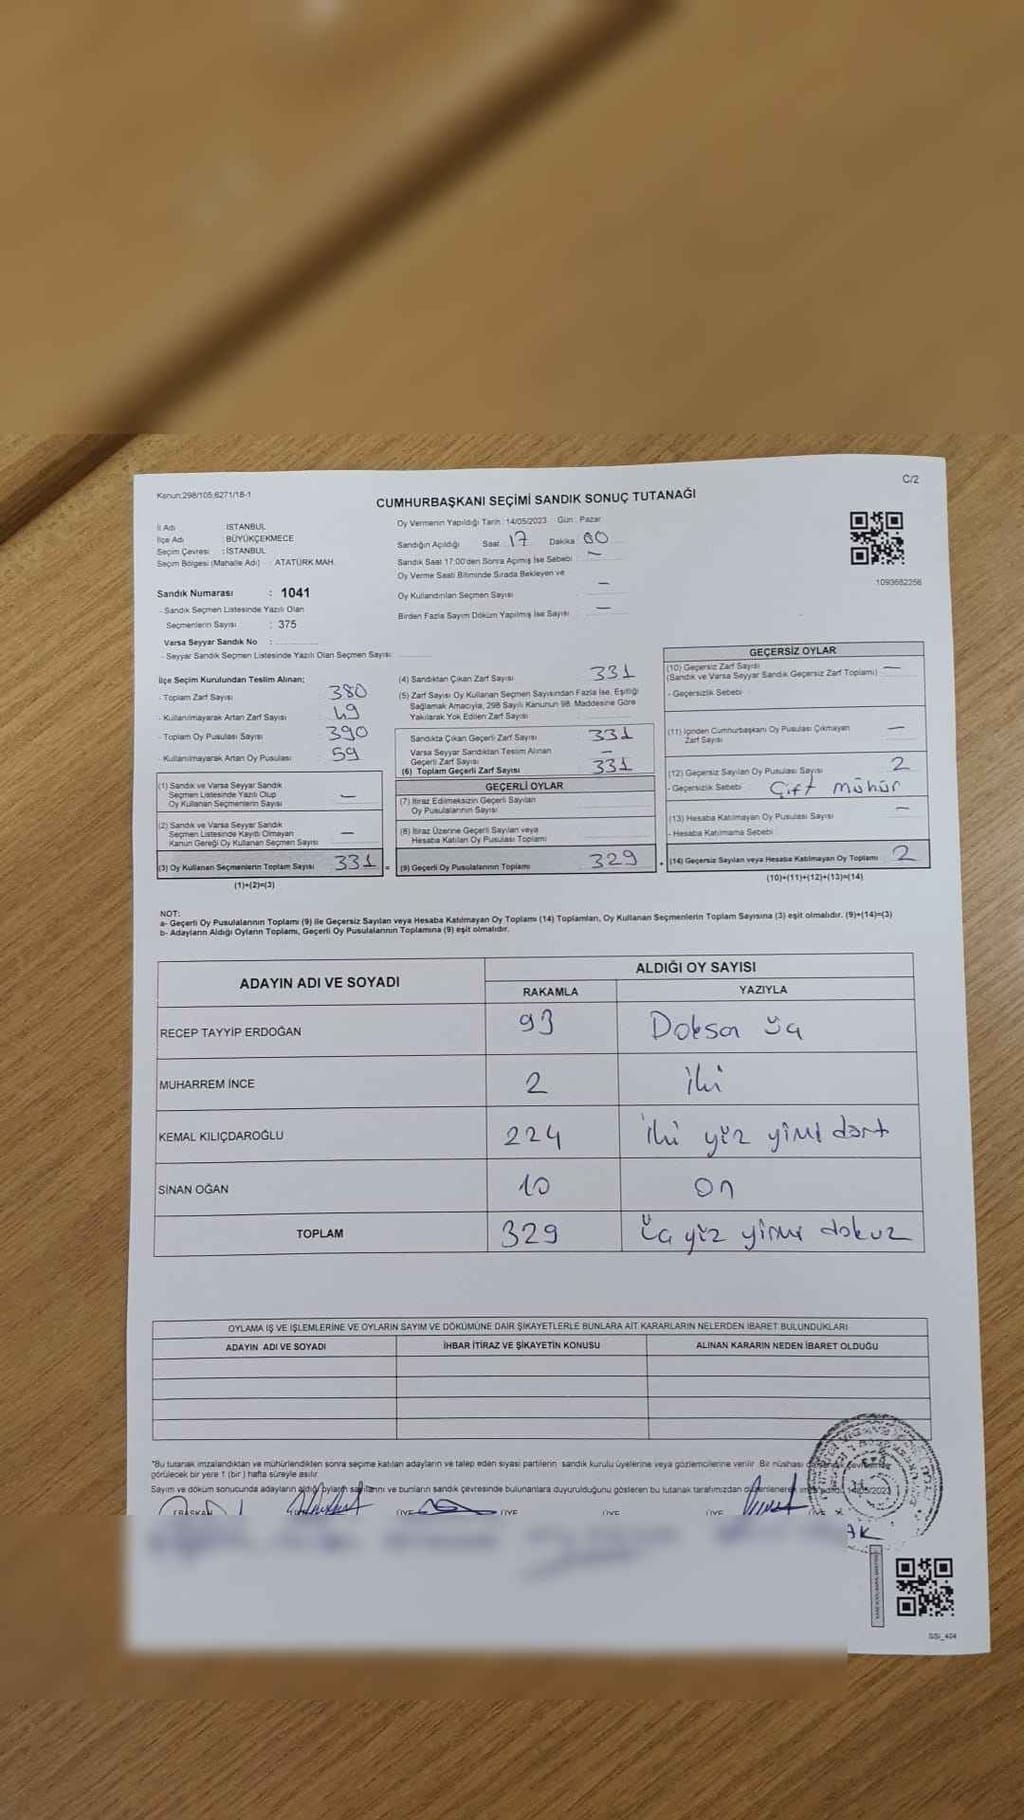 Kanun:298/105,6271/18-1
C/2
CUMHURBAŞKANI SEÇİMİ SANDIK SONUÇ TUTANAĞI
İl Adı İSTANBUL
İlçe Adı : BÜYÜKÇEKMECE
Seçim Çevresi : İSTANBUL
Seçim Bölgesi (Mahalle Adı) : ATATÜRK MAH.
Sandık Numarası : 1041
- Sandık Seçmen Listesinde Yazılı Olan
Seçmenlerin Sayısı : 375
Varsa Seyyar Sandık No :
- Seyyar Sandık Seçmen Listesinde Yazılı Olan Seçmen Sayısı:
Oy Vermenin Yapıldığı Tarih : 14/05/2023 Gün : Pazar
Sandığın Açıldığı Saat 17 Dakika 00
Sandık Saat 17:00'den Sonra Açılmış İse Sebebi : —
Oy Verme Saati Bitiminde Sırada Bekleyen ve
Oy Kullandırılan Seçmen Sayısı : —
Birden Fazla Sayım Döküm Yapılmış İse Sayısı : —
1093682256
İlçe Seçim Kurulundan Teslim Alınan;
- Toplam Zarf Sayısı 380
- Kullanılmayarak Artan Zarf Sayısı 49
- Toplam Oy Pusulası Sayısı 390
- Kullanılmayarak Artan Oy Pusulası 59
(1) Sandık ve Varsa Seyyar Sandık
Seçmen Listesinde Yazılı Olup
Oy Kullanan Seçmenlerin Sayısı —
(2) Sandık ve Varsa Seyyar Sandık
Seçmen Listesinde Kayıtlı Olmayan
Kanun Gereği Oy Kullanan Seçmen Sayısı —
(3) Oy Kullanan Seçmenlerin Toplam Sayısı 331 =
(1)+(2)=(3)
(4) Sandıktan Çıkan Zarf Sayısı 331
(5) Zarf Sayısı Oy Kullanan Seçmen Sayısından Fazla İse, Eşitliği
Sağlamak Amacıyla, 298 Sayılı Kanunun 98. Maddesine Göre
Yakılarak Yok Edilen Zarf Sayısı
Sandıkta Çıkan Geçerli Zarf Sayısı 331
Varsa Seyyar Sandıktan Teslim Alınan
Geçerli Zarf Sayısı —
(6) Toplam Geçerli Zarf Sayısı 331
GEÇERLİ OYLAR
(7) İtiraz Edilmeksizin Geçerli Sayılan
Oy Pusulalarının Sayısı
(8) İtiraz Üzerine Geçerli Sayılan veya
Hesaba Katılan Oy Pusulası Toplamı
(9) Geçerli Oy Pusulalarının Toplamı 329 +
GEÇERSİZ OYLAR
(10) Geçersiz Zarf Sayısı
(Sandık ve Varsa Seyyar Sandık Geçersiz Zarf Toplamı) —
- Geçersizlik Sebebi
(11) İçinden Cumhurbaşkanı Oy Pusulası Çıkmayan
Zarf Sayısı —
(12) Geçersiz Sayılan Oy Pusulası Sayısı 2
- Geçersizlik Sebebi Çift mühür
(13) Hesaba Katılmayan Oy Pusulası Sayısı —
- Hesaba Katılmama Sebebi
(14) Geçersiz Sayılan veya Hesaba Katılmayan Oy Toplamı 2
(10)+(11)+(12)+(13)=(14)
NOT:
a- Geçerli Oy Pusulalarının Toplamı (9) ile Geçersiz Sayılan veya Hesaba Katılmayan Oy Toplamı (14) Toplamları, Oy Kullanan Seçmenlerin Toplam Sayısına (3) eşit olmalıdır. (9)+(14)=(3)
b- Adayların Aldığı Oyların Toplamı, Geçerli Oy Pusulalarının Toplamına (9) eşit olmalıdır.
ADAYIN ADI VE SOYADI
ALDIĞI OY SAYISI
RAKAMLA YAZIYLA
RECEP TAYYİP ERDOĞAN 93 Doksan üç
MUHARREM İNCE 2 iki
KEMAL KILIÇDAROĞLU 224 iki yüz yirmi dört
SİNAN OĞAN 10 on
TOPLAM 329 üç yüz yirmi dokuz
OYLAMA İŞ VE İŞLEMLERİNE VE OYLARIN SAYIM VE DÖKÜMÜNE DAİR ŞİKAYETLERLE BUNLARA AİT KARARLARIN NELERDEN İBARET BULUNDUKLARI
ADAYIN ADI VE SOYADI İHBAR İTİRAZ VE ŞİKAYETİN KONUSU ALINAN KARARIN NEDEN İBARET OLDUĞU
*Bu tutanak imzalandıktan ve mühürlendikten sonra seçime katılan adayların ve talep eden siyasi partilerin sandık kurulu üyelerine veya gözlemcilerine verilir. Bir nüshası
görülecek bir yere 1 (bir) hafta süreyle asılır.
Sayım ve döküm sonucunda adayların aldığı oyların sayılarını ve bunların sandık çevresinde bulunanlara duyurulduğunu gösteren bu tutanak tarafımızdan düzenlenerek imzalandı. 14/05/2023
BAŞKAN ÜYE ÜYE ÜYE ÜYE ÜYE
SSI_404